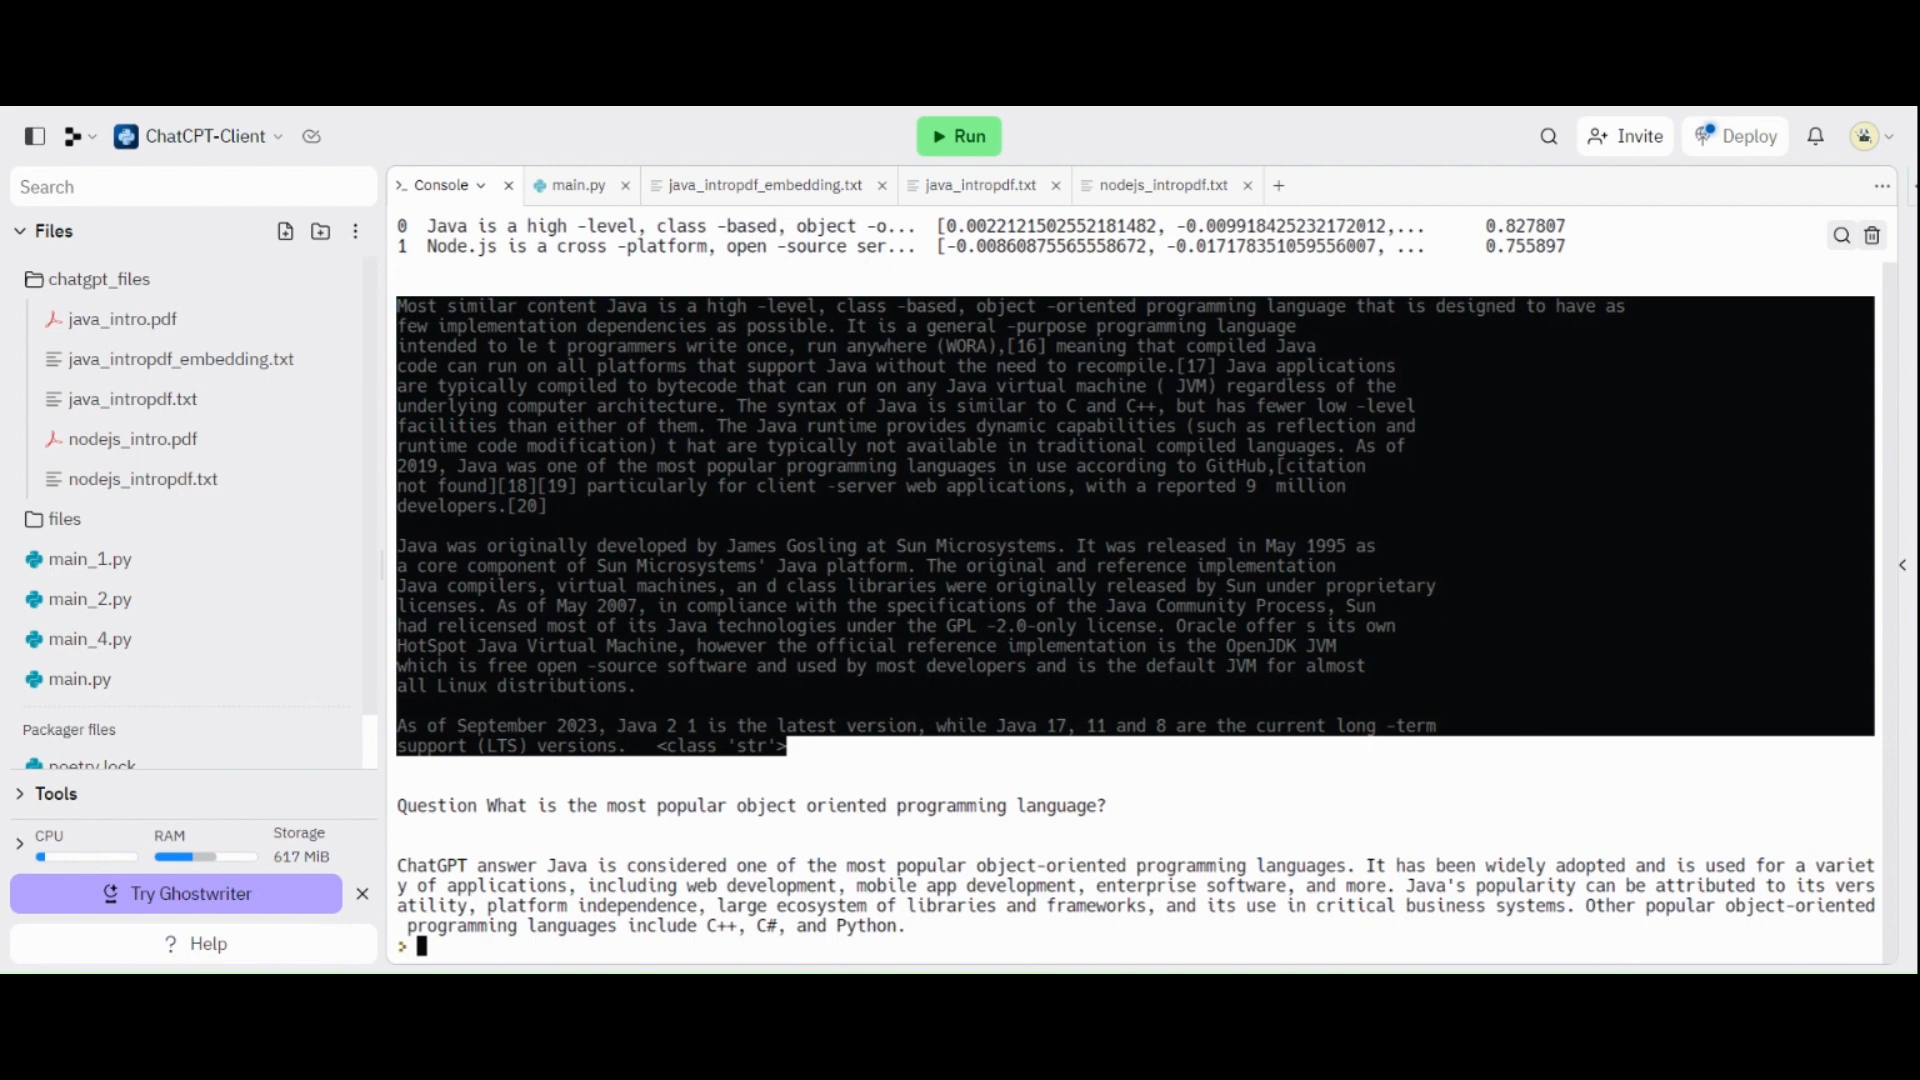 ChatCPT-Client
Run
Invite
Deploy
Search
Console
main.py
java_intropdf_embedding.txt
java_intropdf.txt
nodejs_intropdf.txt
Files
chatgpt_files
java_intro.pdf
java_intropdf_embedding.txt
java_intropdf.txt
nodejs_intro.pdf
nodejs_intropdf.txt
files
main_1.py
main_2.py
main_4.py
main.py
Packager files
poetry.lock
Tools
CPU
RAM
Storage
617 MiB
Try Ghostwriter
? Help
0 Java is a high -level, class -based, object -o... [0.0022121502552181482, -0.009918425232172012,... 0.827807
1 Node.js is a cross -platform, open -source ser... [-0.00860875565558672, -0.017178351059556007, ... 0.755897
Most similar content Java is a high -level, class -based, object -oriented programming language that is designed to have as
few implementation dependencies as possible. It is a general -purpose programming language
intended to le t programmers write once, run anywhere (WORA),[16] meaning that compiled Java
code can run on all platforms that support Java without the need to recompile.[17] Java applications
are typically compiled to bytecode that can run on any Java virtual machine ( JVM) regardless of the
underlying computer architecture. The syntax of Java is similar to C and C++, but has fewer low -level
facilities than either of them. The Java runtime provides dynamic capabilities (such as reflection and
runtime code modification) t hat are typically not available in traditional compiled languages. As of
2019, Java was one of the most popular programming languages in use according to GitHub,[citation
not found][18][19] particularly for client -server web applications, with a reported 9 million
developers.[20]
Java was originally developed by James Gosling at Sun Microsystems. It was released in May 1995 as
a core component of Sun Microsystems' Java platform. The original and reference implementation
Java compilers, virtual machines, an d class libraries were originally released by Sun under proprietary
licenses. As of May 2007, in compliance with the specifications of the Java Community Process, Sun
had relicensed most of its Java technologies under the GPL -2.0-only license. Oracle offer s its own
HotSpot Java Virtual Machine, however the official reference implementation is the OpenJDK JVM
which is free open -source software and used by most developers and is the default JVM for almost
all Linux distributions.
As of September 2023, Java 2 1 is the latest version, while Java 17, 11 and 8 are the current long -term
support (LTS) versions. <class 'str'>
Question What is the most popular object oriented programming language?
ChatGPT answer Java is considered one of the most popular object-oriented programming languages. It has been widely adopted and is used for a variet
y of applications, including web development, mobile app development, enterprise software, and more. Java's popularity can be attributed to its vers
atility, platform independence, large ecosystem of libraries and frameworks, and its use in critical business systems. Other popular object-oriented
programming languages include C++, C#, and Python.
>